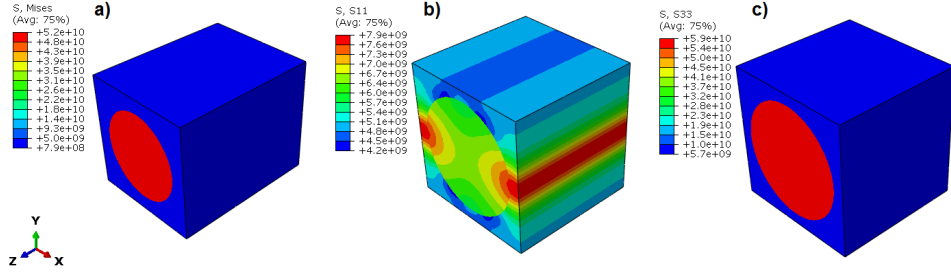 a)
S, Mises
(Avg: 75%)
+5.2e+10
+4.8e+10
+4.3e+10
+3.9e+10
+3.5e+10
+3.1e+10
+2.6e+10
+2.2e+10
+1.8e+10
+1.4e+10
+9.3e+09
+5.0e+09
+7.9e+08
b)
S, S11
(Avg: 75%)
+7.9e+09
+7.6e+09
+7.3e+09
+7.0e+09
+6.7e+09
+6.4e+09
+6.0e+09
+5.7e+09
+5.4e+09
+5.1e+09
+4.8e+09
+4.5e+09
+4.2e+09
c)
S, S33
(Avg: 75%)
+5.9e+10
+5.4e+10
+5.0e+10
+4.5e+10
+4.1e+10
+3.7e+10
+3.2e+10
+2.8e+10
+2.3e+10
+1.9e+10
+1.5e+10
+1.0e+10
+5.7e+09
Y
Z
X